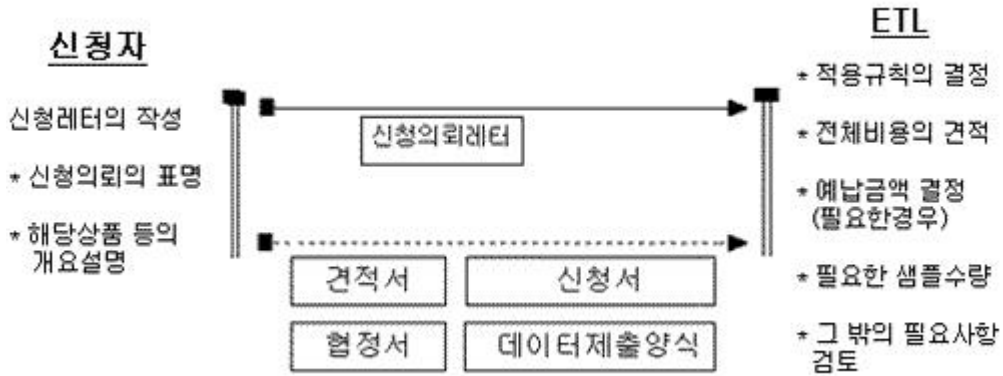 신청자
신청레터의 작성
* 신청의뢰의 표명
* 해당상품 등의
개요설명
신청의뢰레터
견적서
신청서
협정서
데이터제출양식
ETL
* 적용규칙의 결정
* 전체비용의 견적
* 예납금액 결정
(필요한경우)
* 필요한 샘플수량
* 그 밖의 필요사항
검토